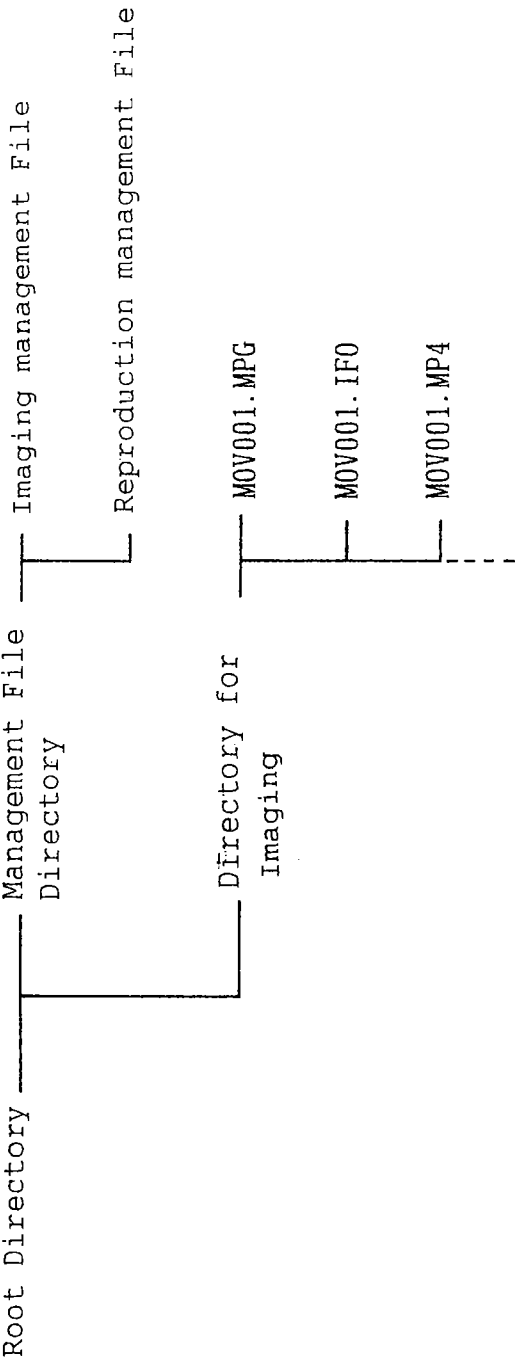 Root Directory
Management File
Directory
Imaging management File
Reproduction management File
Directory for
Imaging
MOV001.MPG
MOV001.IFO
MOV001.MP4